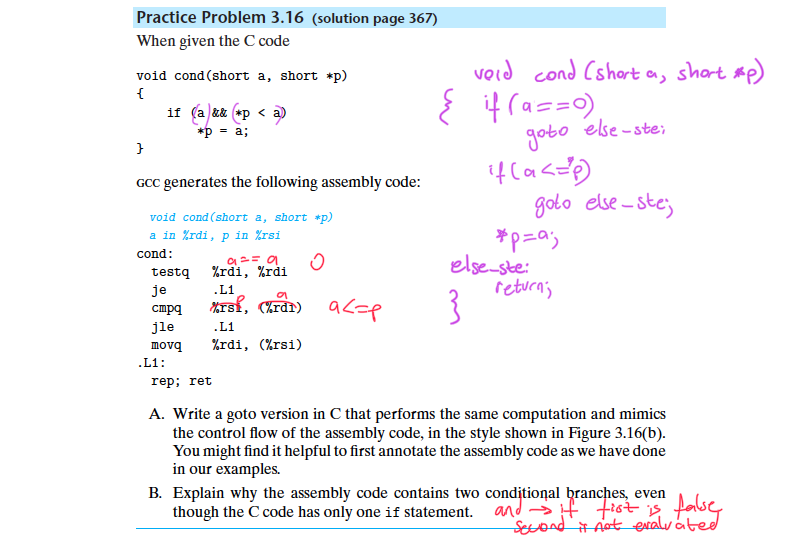 Practice Problem 3.16 (solution page 367)
When given the C code
void cond(short a, short *p)
{
if (a && (*p < a))
*p = a;
}
GCC generates the following assembly code:
void cond(short a, short *p)
a in %rdi, p in %rsi
cond:
a == a 0
testq %rdi, %rdi
je .L1
p a
cmpq %rsi, (%rdi) a<=p
jle .L1
movq %rdi, (%rsi)
.L1:
rep; ret
void cond (short a, short *p)
{ if (a==0)
goto else-ste;
if (a<=*p)
goto else-ste;
*p=a;
else-ste:
return;
}
A. Write a goto version in C that performs the same computation and mimics
the control flow of the assembly code, in the style shown in Figure 3.16(b).
You might find it helpful to first annotate the assembly code as we have done
in our examples.
B. Explain why the assembly code contains two conditional branches, even
though the C code has only one if statement. and → if fist is false
second is not evaluated